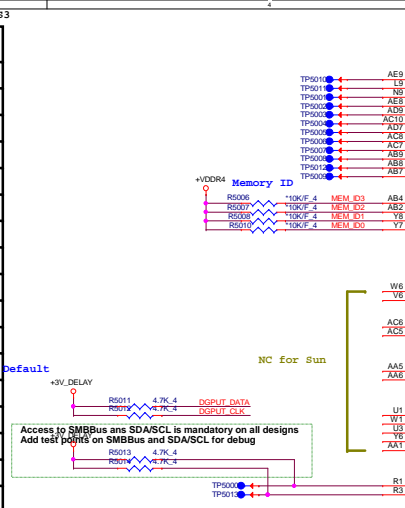 S3
4
TP5010 AE9
TP5011 L9
TP5001 N9
TP5002 AE8
TP5003 AD9
TP5004 AC10
TP5005 AD7
TP5006 AC8
TP5007 AC7
TP5008 AB9
TP5012 AB8
TP5009 AB7
+VDDR4 Memory ID
R5006 *10K/F_4 MEM_ID3 AB4
R5007 *10K/F_4 MEM_ID2 AB2
R5008 *10K/F_4 MEM_ID1 Y8
R5010 *10K/F_4 MEM_ID0 Y7
W6
V6
AC6
AC5
NC for Sun
Default
AA5
AA6
+3V_DELAY
R5011 4.7K_4 DGPUT_DATA
R5012 4.7K_4 DGPUT_CLK
U1
W1
U3
Y6
AA1
Access to SMBBus ans SDA/SCL is mandatory on all designs
Add test points on SMBBus and SDA/SCL for debug
+3V_DELAY
R5013 4.7K_4
R5014 4.7K_4
TP5000 R1
TP5013 R3